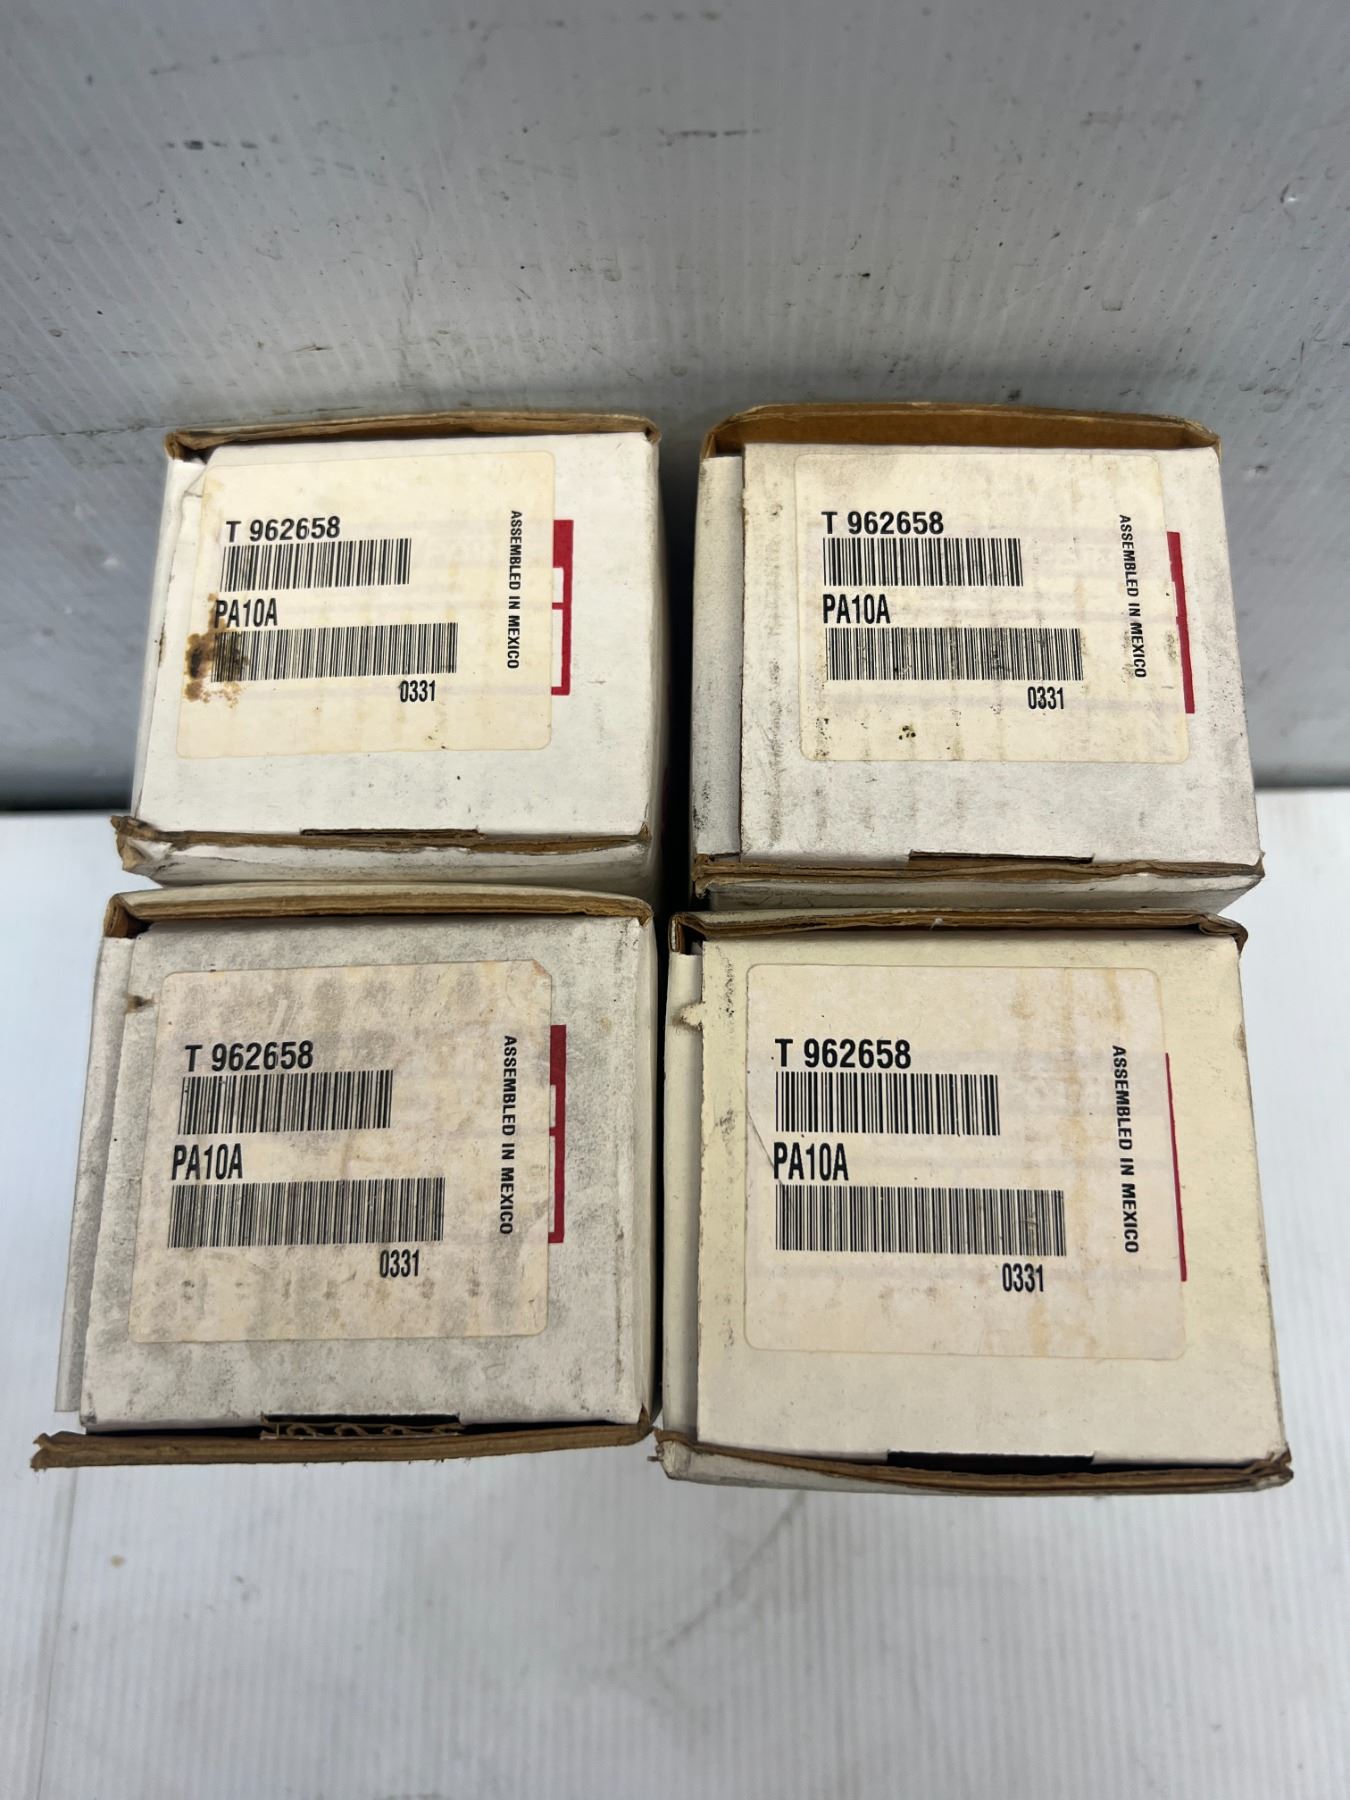 T 962658
PA10A
0331
ASSEMBLED IN MEXICO
T 962658
PA10A
0331
ASSEMBLED IN MEXICO
T 962658
PA10A
0331
ASSEMBLED IN MEXICO
T 962658
PA10A
0331
ASSEMBLED IN MEXICO